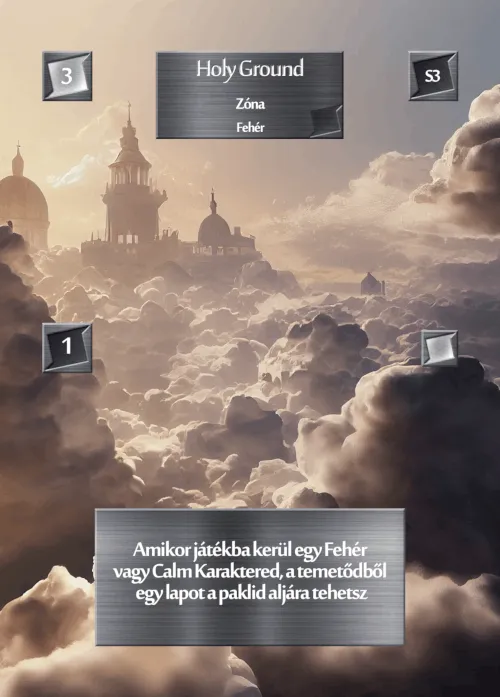 3
Holy Ground
S3
Zóna
Fehér
1
Amikor játékba kerül egy Fehér
vagy Calm Karaktered, a temetődből
egy lapot a paklid aljára tehetsz